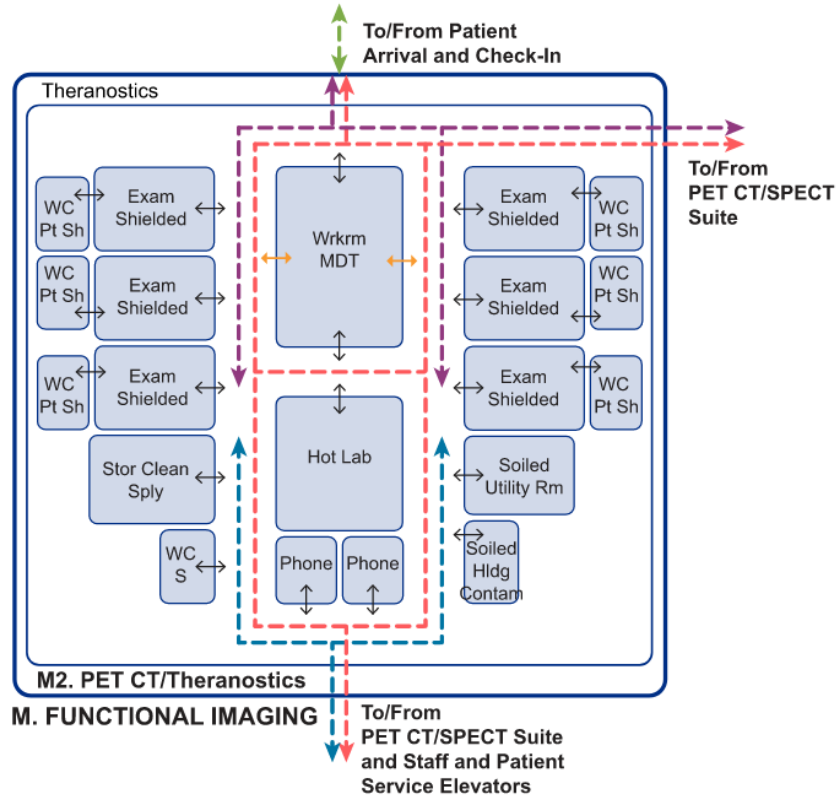 To/From Patient
Arrival and Check-In
Theranostics
To/From
PET CT/SPECT
Suite
WC
Pt Sh
Exam
Shielded
Wrkrm
MDT
Exam
Shielded
WC
Pt Sh
WC
Pt Sh
Exam
Shielded
Exam
Shielded
WC
Pt Sh
WC
Pt Sh
Exam
Shielded
Exam
Shielded
WC
Pt Sh
Stor Clean
Sply
Hot Lab
Soiled
Utility Rm
WC
S
Phone
Phone
Soiled
Hldg
Contam
M2. PET CT/Theranostics
M. FUNCTIONAL IMAGING
To/From
PET CT/SPECT Suite
and Staff and Patient
Service Elevators